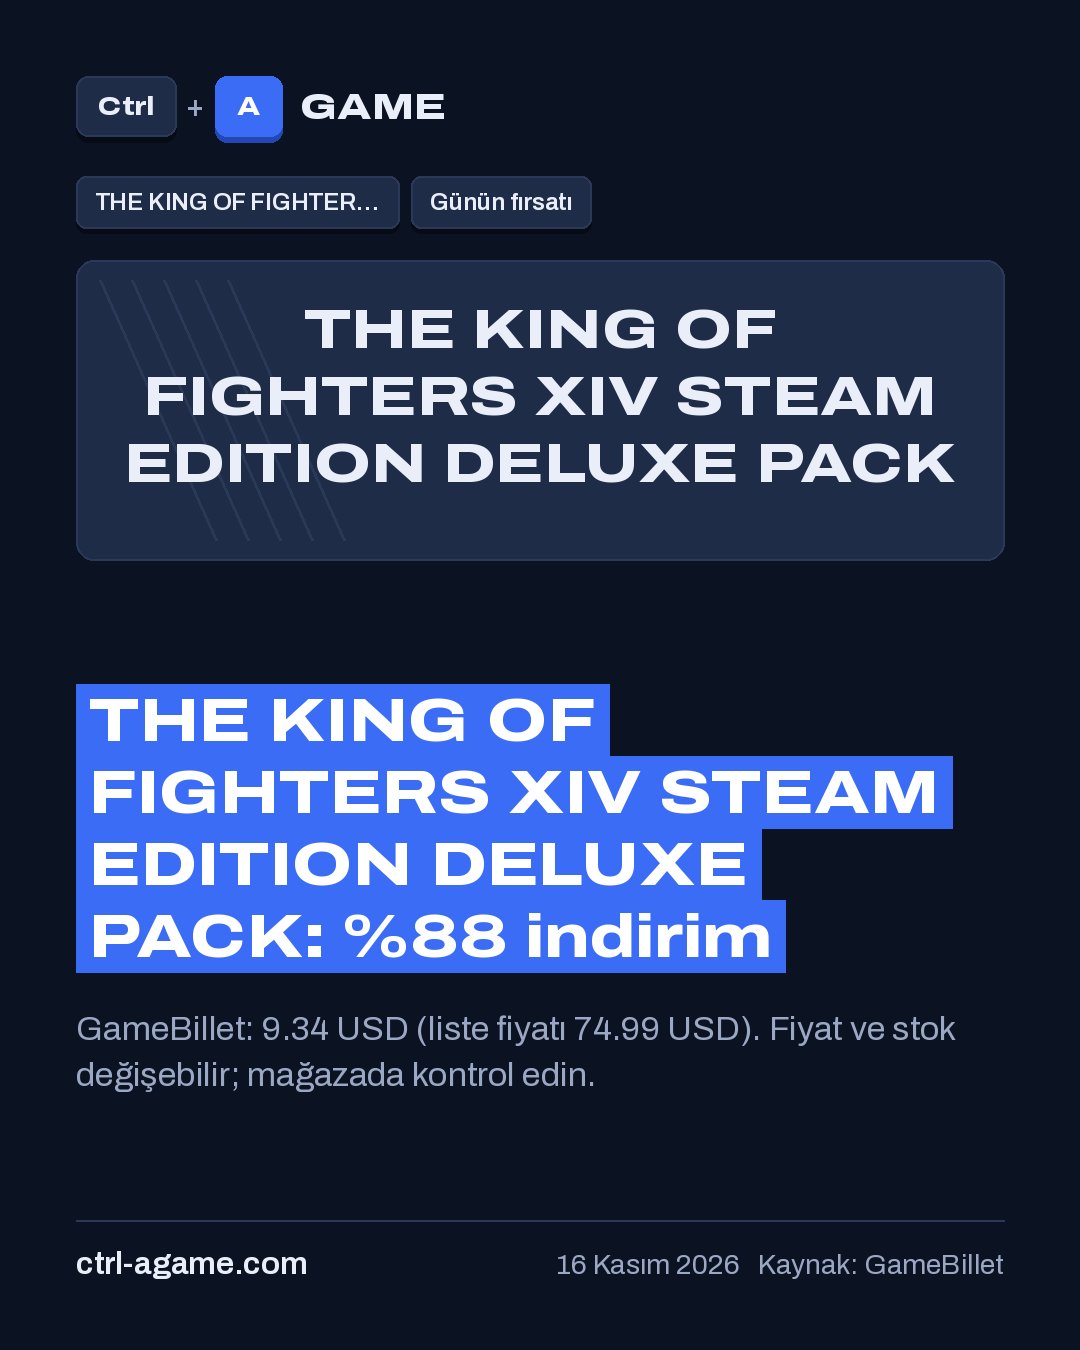 Ctrl + A GAME
THE KING OF FIGHTER... Günün fırsatı
THE KING OF
FIGHTERS XIV STEAM
EDITION DELUXE PACK
THE KING OF
FIGHTERS XIV STEAM
EDITION DELUXE
PACK: %88 indirim
GameBillet: 9.34 USD (liste fiyatı 74.99 USD). Fiyat ve stok
değişebilir; mağazada kontrol edin.
ctrl-agame.com 16 Kasım 2026 Kaynak: GameBillet